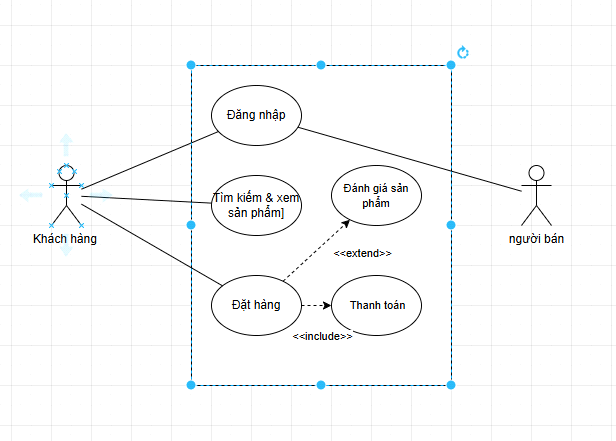 Đăng nhập
Tìm kiếm & xem
sản phẩm]
Đánh giá sản
phẩm
Khách hàng
người bán
<<extend>>
Đặt hàng
Thanh toán
<<include>>